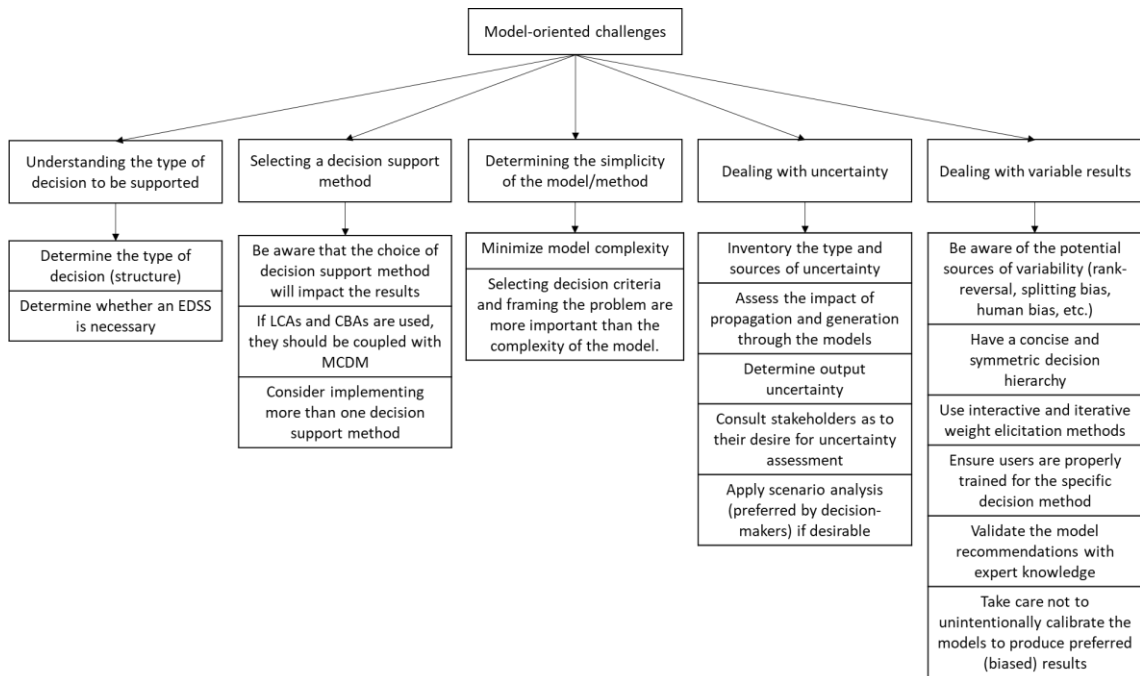 Model-oriented challenges
Understanding the type of
decision to be supported
Selecting a decision support
method
Determining the simplicity
of the model/method
Dealing with uncertainty
Dealing with variable results
Determine the type of
decision (structure)
Determine whether an EDSS
is necessary
Be aware that the choice of
decision support method
will impact the results
If LCAs and CBAs are used,
they should be coupled with
MCDM
Consider implementing
more than one decision
support method
Minimize model complexity
Selecting decision criteria
and framing the problem are
more important than the
complexity of the model.
Inventory the type and
sources of uncertainty
Assess the impact of
propagation and generation
through the models
Determine output
uncertainty
Consult stakeholders as to
their desire for uncertainty
assessment
Apply scenario analysis
(preferred by decision-
makers) if desirable
Be aware of the potential
sources of variability (rank-
reversal, splitting bias,
human bias, etc.)
Have a concise and
symmetric decision
hierarchy
Use interactive and iterative
weight elicitation methods
Ensure users are properly
trained for the specific
decision method
Validate the model
recommendations with
expert knowledge
Take care not to
unintentionally calibrate the
models to produce preferred
(biased) results